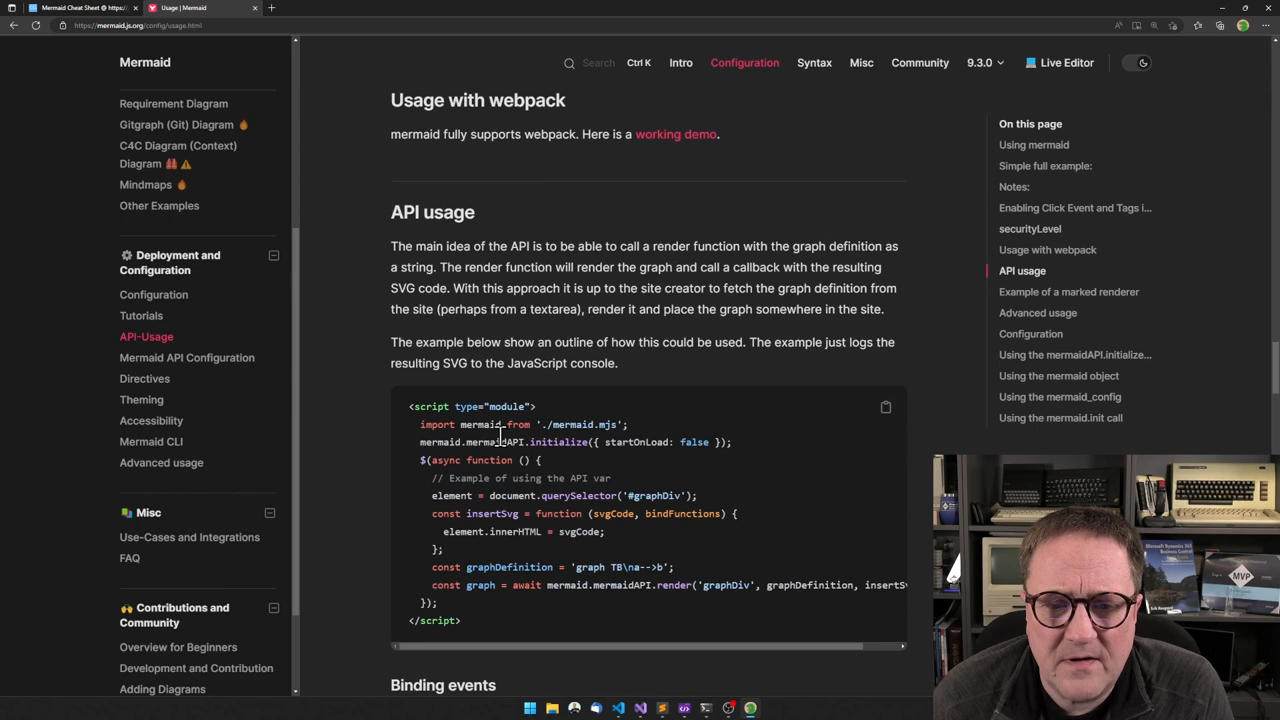 Mermaid Cheat Sheet @ https:/
Usage | Mermaid
https://mermaid.js.org/config/usage.html
Mermaid
Search
Ctrl K
Intro
Configuration
Syntax
Misc
Community
9.3.0
Live Editor
Requirement Diagram
Gitgraph (Git) Diagram
C4C Diagram (Context)
Diagram
Mindmaps
Other Examples
Deployment and
Configuration
Configuration
Tutorials
API-Usage
Mermaid API Configuration
Directives
Theming
Accessibility
Mermaid CLI
Advanced usage
Misc
Use-Cases and Integrations
FAQ
Contributions and
Community
Overview for Beginners
Development and Contribution
Adding Diagrams
Usage with webpack
mermaid fully supports webpack. Here is a working demo.
API usage
The main idea of the API is to be able to call a render function with the graph definition as
a string. The render function will render the graph and call a callback with the resulting
SVG code. With this approach it is up to the site creator to fetch the graph definition from
the site (perhaps from a textarea), render it and place the graph somewhere in the site.
The example below show an outline of how this could be used. The example just logs the
resulting SVG to the JavaScript console.
<script type="module">
import mermaid from './mermaid.mjs';
mermaid.mermaidAPI.initialize({ startOnLoad: false });
$(async function () {
// Example of using the API var
element = document.querySelector('#graphDiv');
const insertSvg = function (svgCode, bindFunctions) {
element.innerHTML = svgCode;
};
const graphDefinition = 'graph TB\na-->b';
const graph = await mermaid.mermaidAPI.render('graphDiv', graphDefinition, insertSv
});
</script>
Binding events
On this page
Using mermaid
Simple full example:
Notes:
Enabling Click Event and Tags i...
securityLevel
Usage with webpack
API usage
Example of a marked renderer
Advanced usage
Configuration
Using the mermaidAPI.initialize...
Using the mermaid object
Using the mermaid_config
Using the mermaid.init call
Microsoft Dynamics 365
MVP